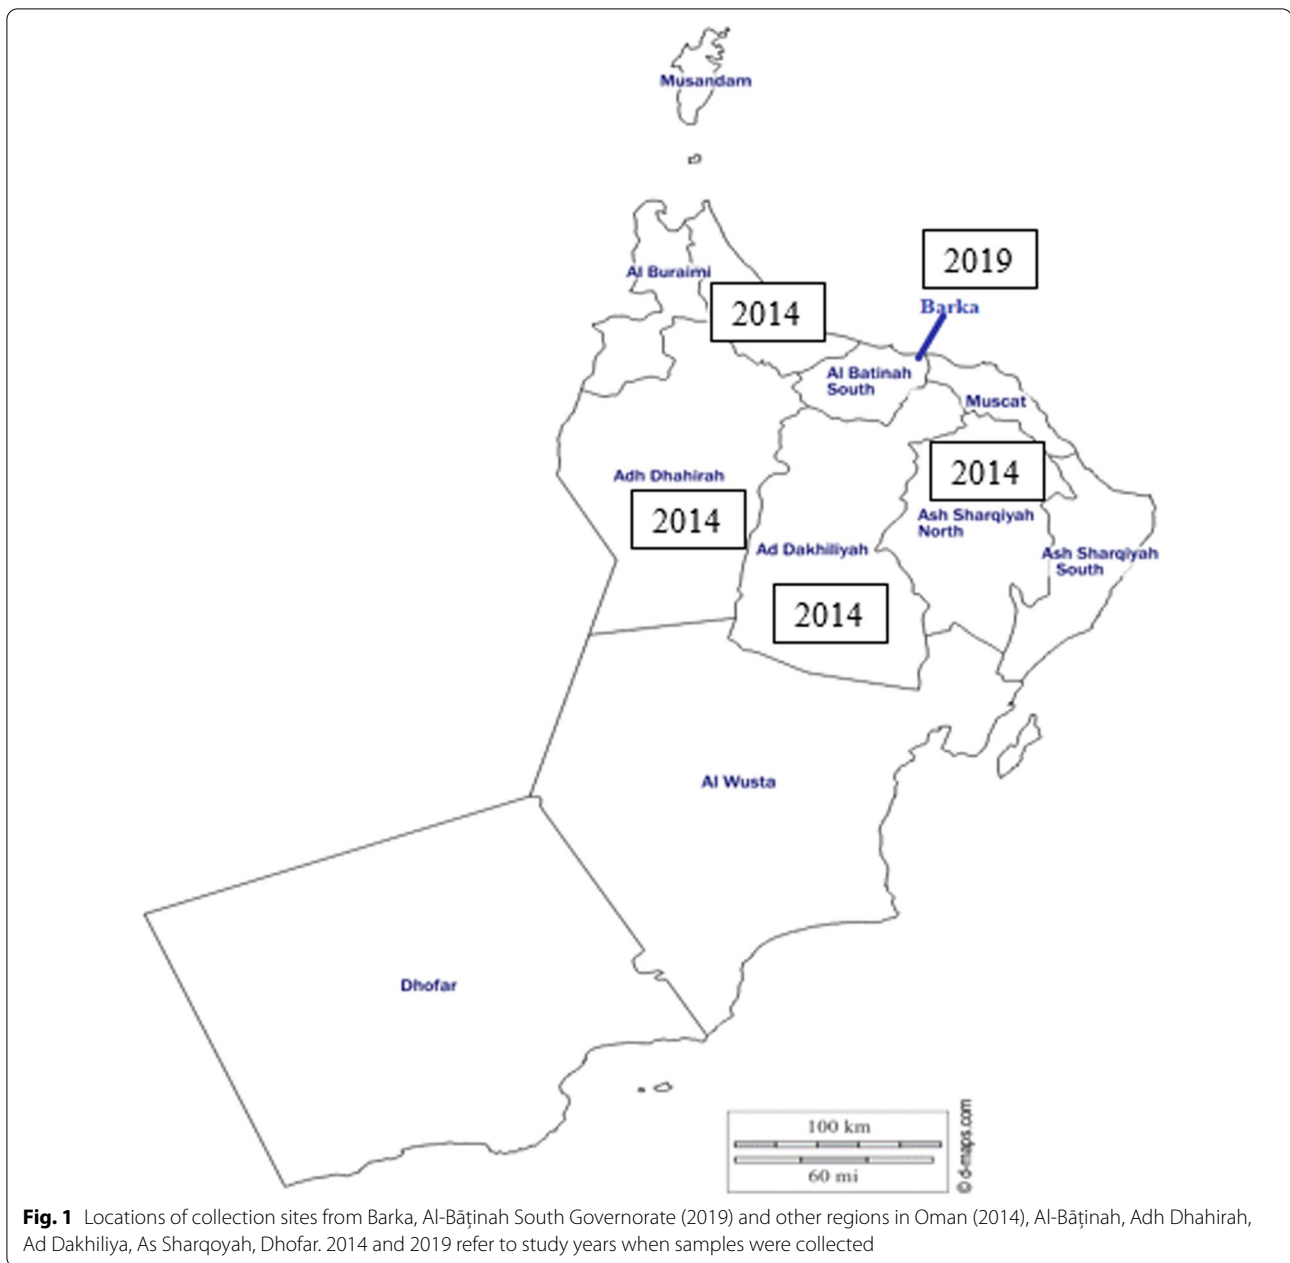 Musandam
2019
Al Buraimi
2014
Barka
Al Batinah
South
Muscat
2014
Adh Dhahirah
2014
Ash Sharqiyah
North
Ad Dakhiliyah
Ash Sharqiyah
South
2014
Al Wusta
Dhofar
100 km
60 mi
© d-maps.com
Fig. 1 Locations of collection sites from Barka, Al-Bāṭinah South Governorate (2019) and other regions in Oman (2014), Al-Bāṭinah, Adh Dhahirah,
Ad Dakhiliya, As Sharqoyah, Dhofar. 2014 and 2019 refer to study years when samples were collected